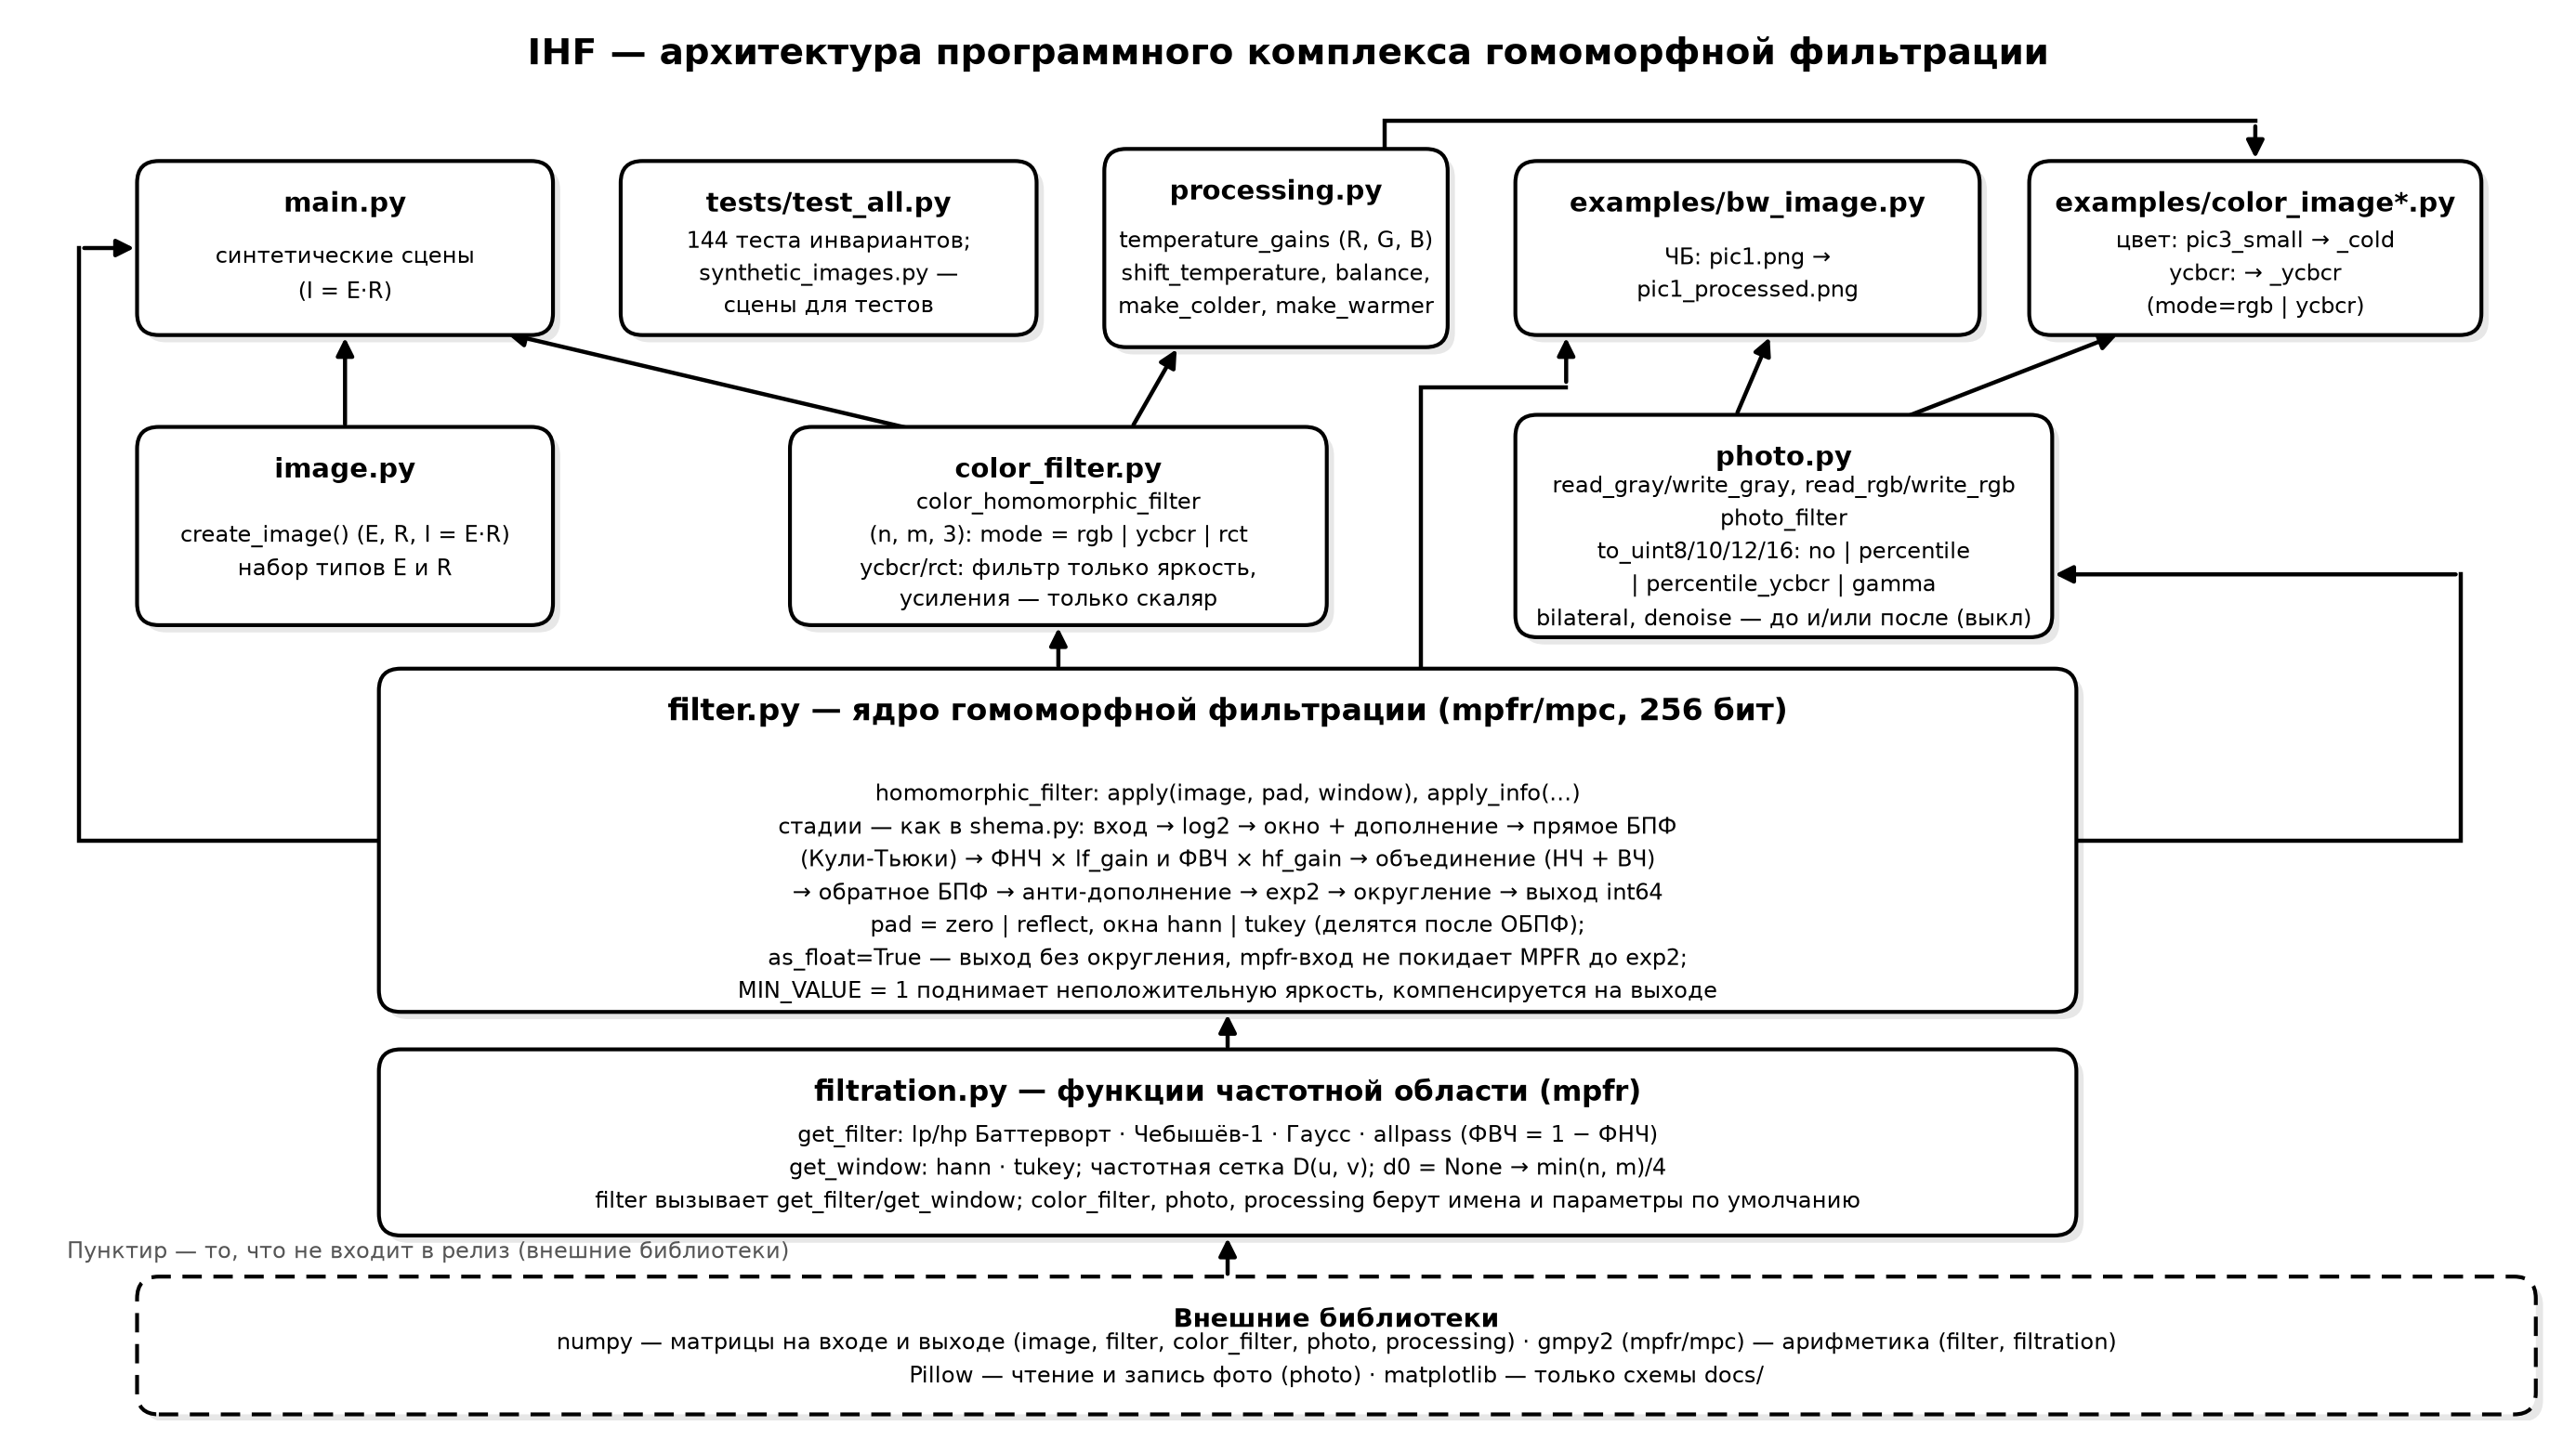 IHF — архитектура программного комплекса гомоморфной фильтрации
main.py
синтетические сцены
(I = E·R)
tests/test_all.py
144 теста инвариантов;
synthetic_images.py —
сцены для тестов
processing.py
temperature_gains (R, G, B)
shift_temperature, balance,
make_colder, make_warmer
examples/bw_image.py
ЧБ: pic1.png →
pic1_processed.png
examples/color_image*.py
цвет: pic3_small → _cold
ycbcr: → _ycbcr
(mode=rgb | ycbcr)
image.py
create_image() (E, R, I = E·R)
набор типов E и R
color_filter.py
color_homomorphic_filter
(n, m, 3): mode = rgb | ycbcr | rct
ycbcr/rct: фильтр только яркость,
усиления — только скаляр
photo.py
read_gray/write_gray, read_rgb/write_rgb
photo_filter
to_uint8/10/12/16: no | percentile
| percentile_ycbcr | gamma
bilateral, denoise — до и/или после (выкл)
filter.py — ядро гомоморфной фильтрации (mpfr/mpc, 256 бит)
homomorphic_filter: apply(image, pad, window), apply_info(…)
стадии — как в shema.py: вход → log2 → окно + дополнение → прямое БПФ
(Кули-Тьюки) → ФНЧ × lf_gain и ФВЧ × hf_gain → объединение (НЧ + ВЧ)
→ обратное БПФ → анти-дополнение → exp2 → округление → выход int64
pad = zero | reflect, окна hann | tukey (делятся после ОБПФ);
as_float=True — выход без округления, mpfr-вход не покидает MPFR до exp2;
MIN_VALUE = 1 поднимает неположительную яркость, компенсируется на выходе
filtration.py — функции частотной области (mpfr)
get_filter: lp/hp Баттерворт · Чебышёв-1 · Гаусс · allpass (ФВЧ = 1 − ФНЧ)
get_window: hann · tukey; частотная сетка D(u, v); d0 = None → min(n, m)/4
filter вызывает get_filter/get_window; color_filter, photo, processing берут имена и параметры по умолчанию
Пунктир — то, что не входит в релиз (внешние библиотеки)
Внешние библиотеки
numpy — матрицы на входе и выходе (image, filter, color_filter, photo, processing) · gmpy2 (mpfr/mpc) — арифметика (filter, filtration)
Pillow — чтение и запись фото (photo) · matplotlib — только схемы docs/